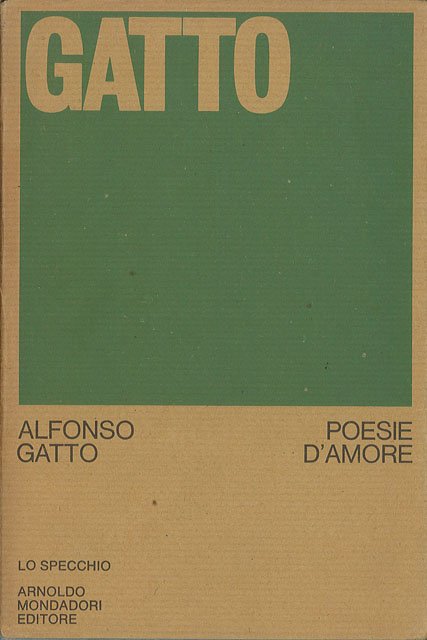 GATTO
ALFONSO
GATTO
POESIE
D'AMORE
LO SPECCHIO
ARNOLDO
MONDADORI
EDITORE